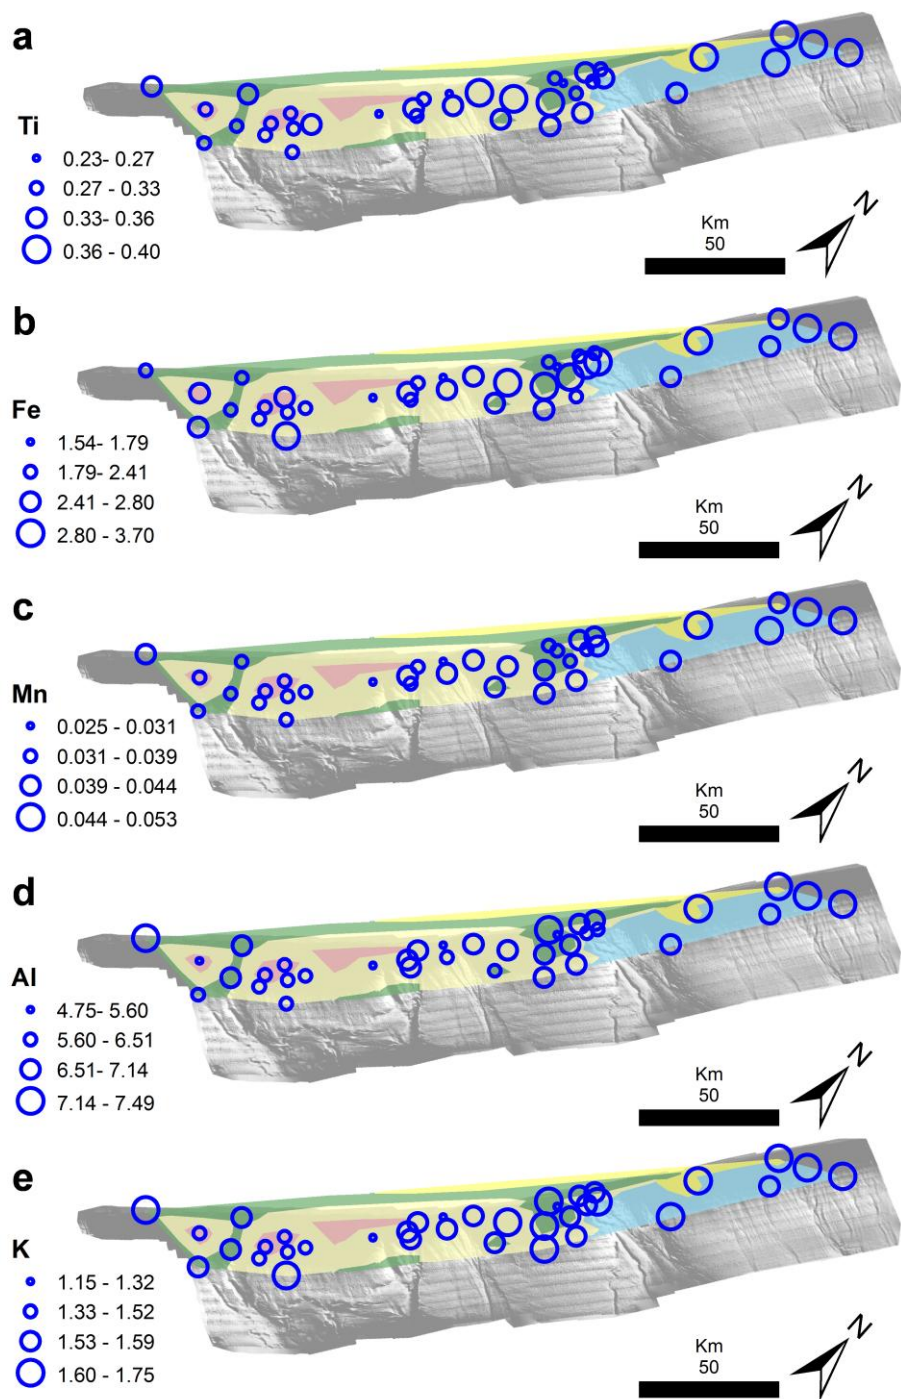 a
Ti
0.23- 0.27
0.27 - 0.33
0.33- 0.36
0.36 - 0.40
Km
50
N
b
Fe
1.54- 1.79
1.79- 2.41
2.41 - 2.80
2.80 - 3.70
Km
50
N
c
Mn
0.025 - 0.031
0.031 - 0.039
0.039 - 0.044
0.044 - 0.053
Km
50
N
d
Al
4.75- 5.60
5.60 - 6.51
6.51 - 7.14
7.14 - 7.49
Km
50
N
e
K
1.15 - 1.32
1.33 - 1.52
1.53 - 1.59
1.60 - 1.75
Km
50
N